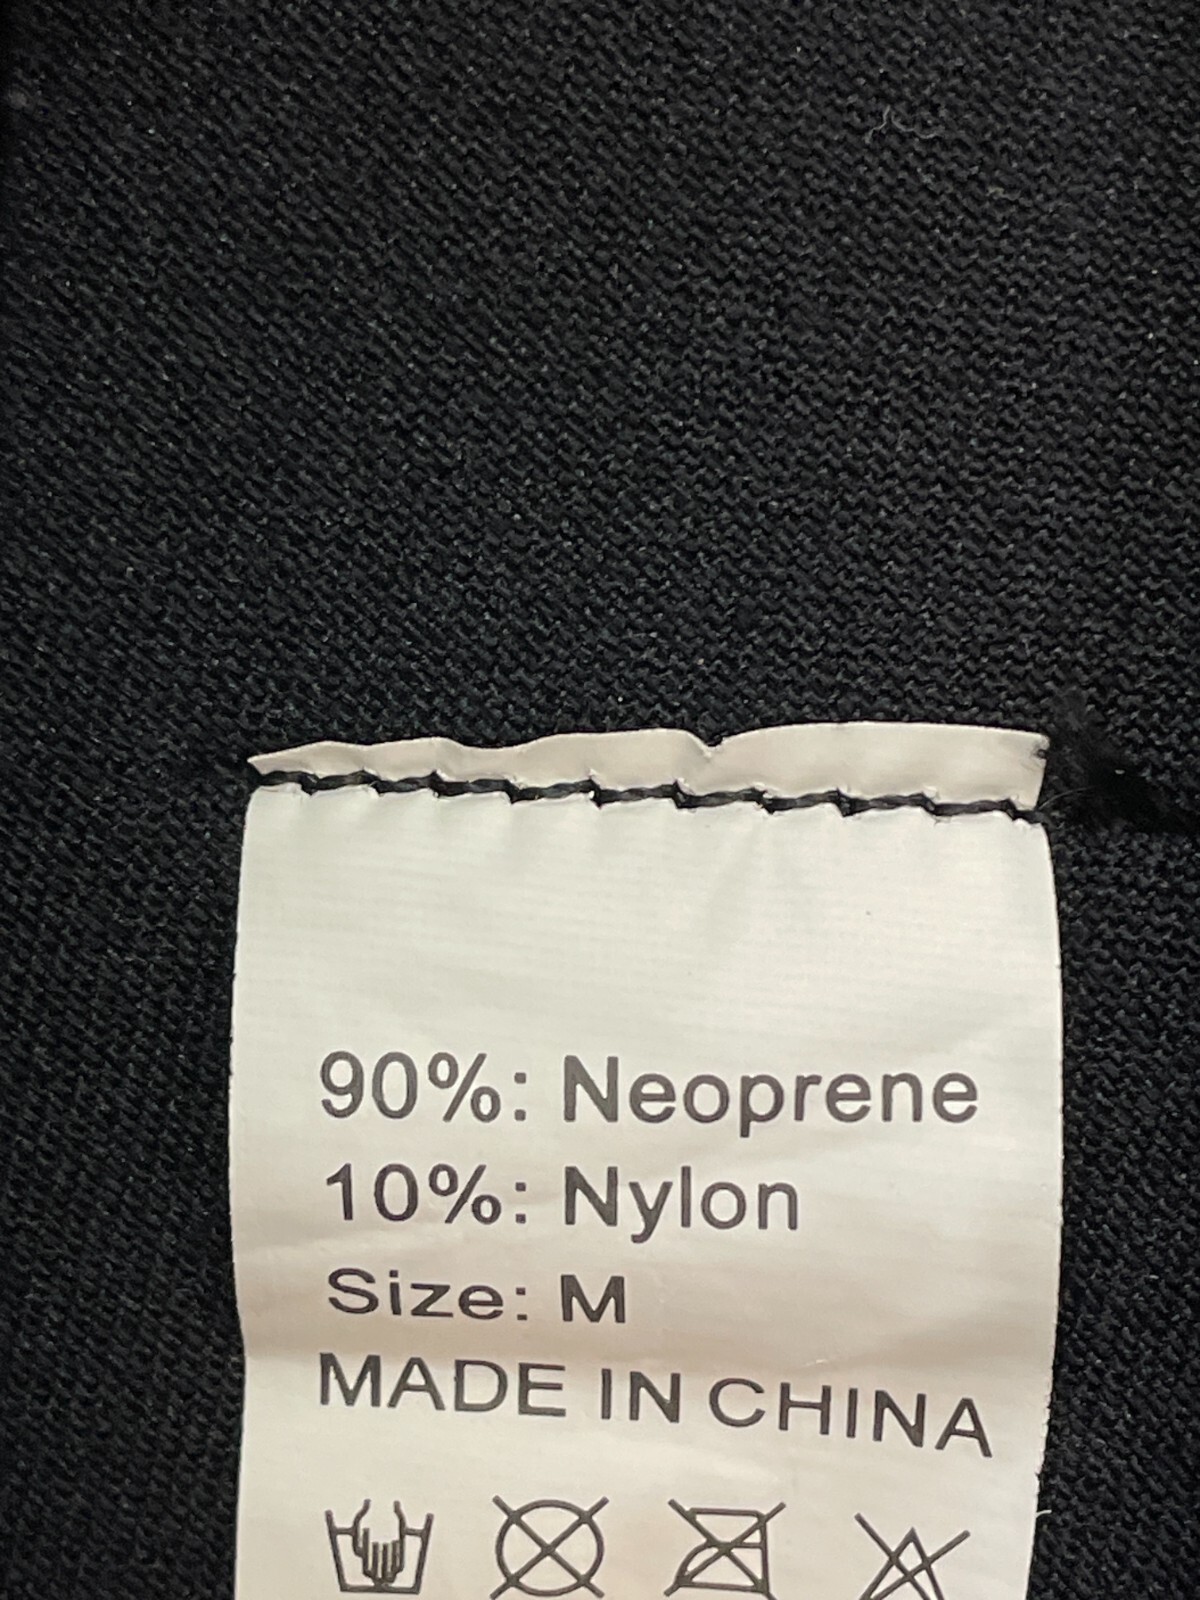 90%: Neoprene
10%: Nylon
Size: M
MADE IN CHINA